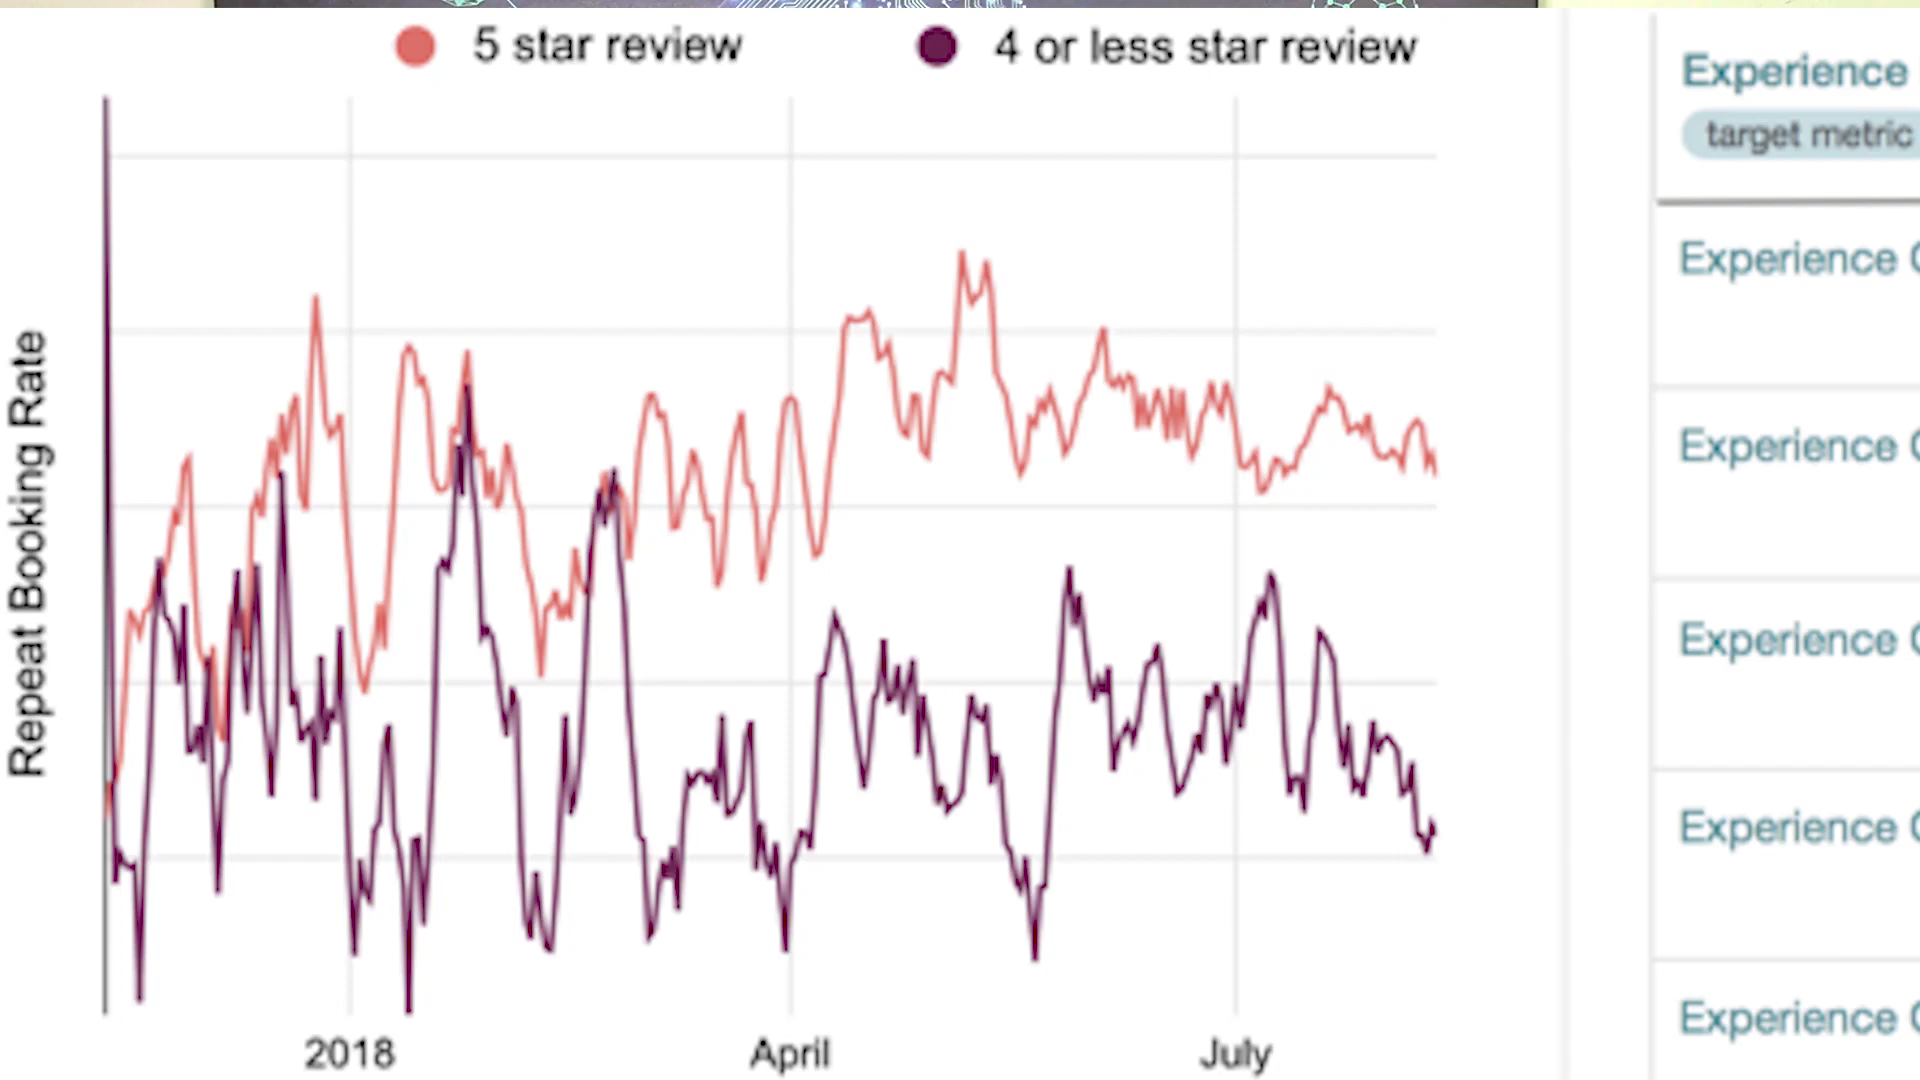 5 star review
4 or less star review
Repeat Booking Rate
2018
April
July
Experience
target metric
Experience
Experience
Experience
Experience
Experience